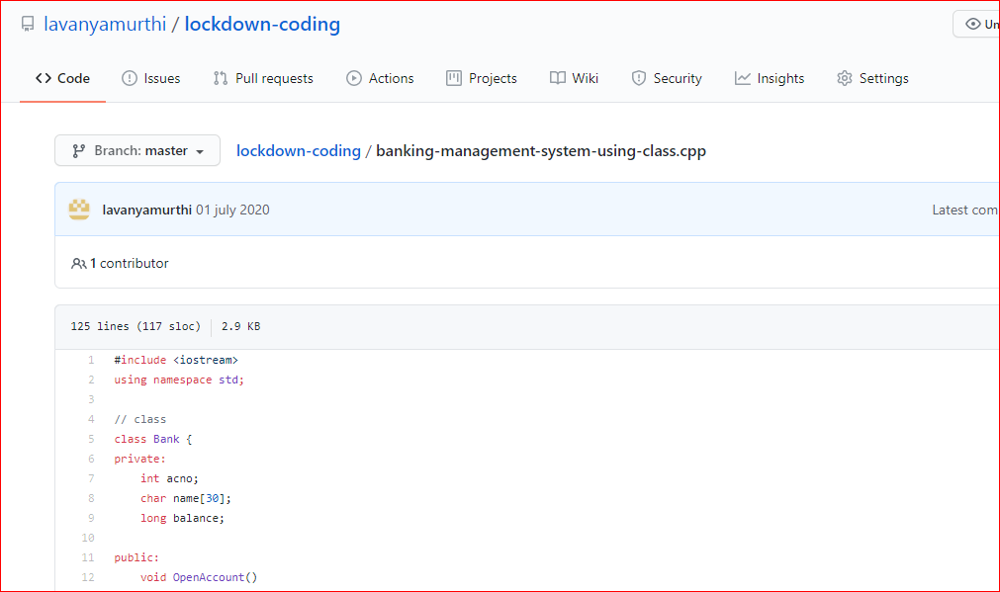 lavanyamurthi / lockdown-coding
Un
Code Issues Pull requests Actions Projects Wiki Security Insights Settings
Branch: master lockdown-coding / banking-management-system-using-class.cpp
lavanyamurthi 01 july 2020 Latest com
1 contributor
125 lines (117 sloc) 2.9 KB
1 #include <iostream>
2 using namespace std;
3
4 // class
5 class Bank {
6 private:
7 int acno;
8 char name[30];
9 long balance;
10
11 public:
12 void OpenAccount()